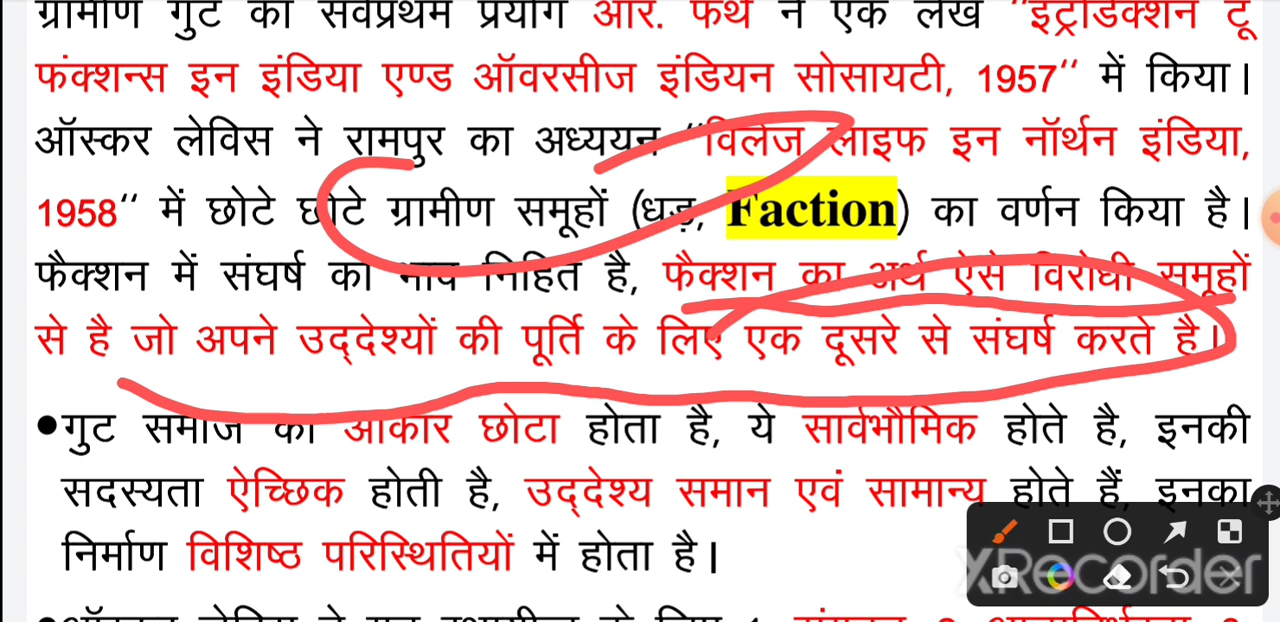 ग्रामीण गुट का सर्वप्रथम प्रयोग आर. फर्थ ने एक लेख "इंट्रोडक्शन टू
फंक्शन्स इन इंडिया एण्ड ऑवरसीज इंडियन सोसायटी, 1957" में किया।
ऑस्कर लेविस ने रामपुर का अध्ययन "विलेज लाइफ इन नॉर्थन इंडिया,
1958" में छोटे छोटे ग्रामीण समूहों (धड़, Faction) का वर्णन किया है।
फैक्शन में संघर्ष का भाव निहित है, फैक्शन का अर्थ ऐसे विरोधी समूहों
से है जो अपने उद्देश्यों की पूर्ति के लिए एक दूसरे से संघर्ष करते है।
●गुट समाज का आकार छोटा होता है, ये सार्वभौमिक होते है, इनकी
सदस्यता ऐच्छिक होती है, उद्देश्य समान एवं सामान्य होते हैं, इनका
निर्माण विशिष्ठ परिस्थितियों में होता है।
XRecorder